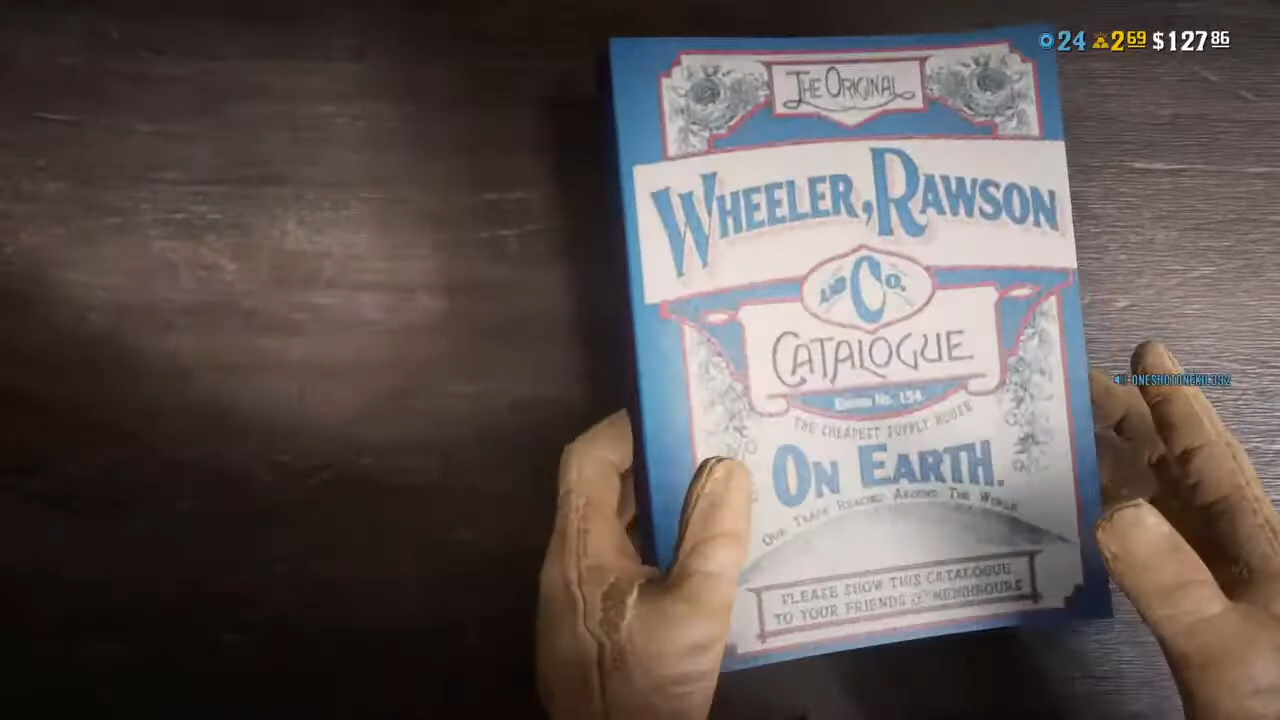 24 2 69 $127 86
THE ORIGINAL
WHEELER, RAWSON
AND CO.
CATALOGUE
EDITION No. 154.
THE CHEAPEST SUPPLY HOUSE
ON EARTH.
OUR TRADE REACHES AROUND THE WORLD
PLEASE SHOW THIS CATALOGUE
TO YOUR FRIENDS AND NEIGHBOURS